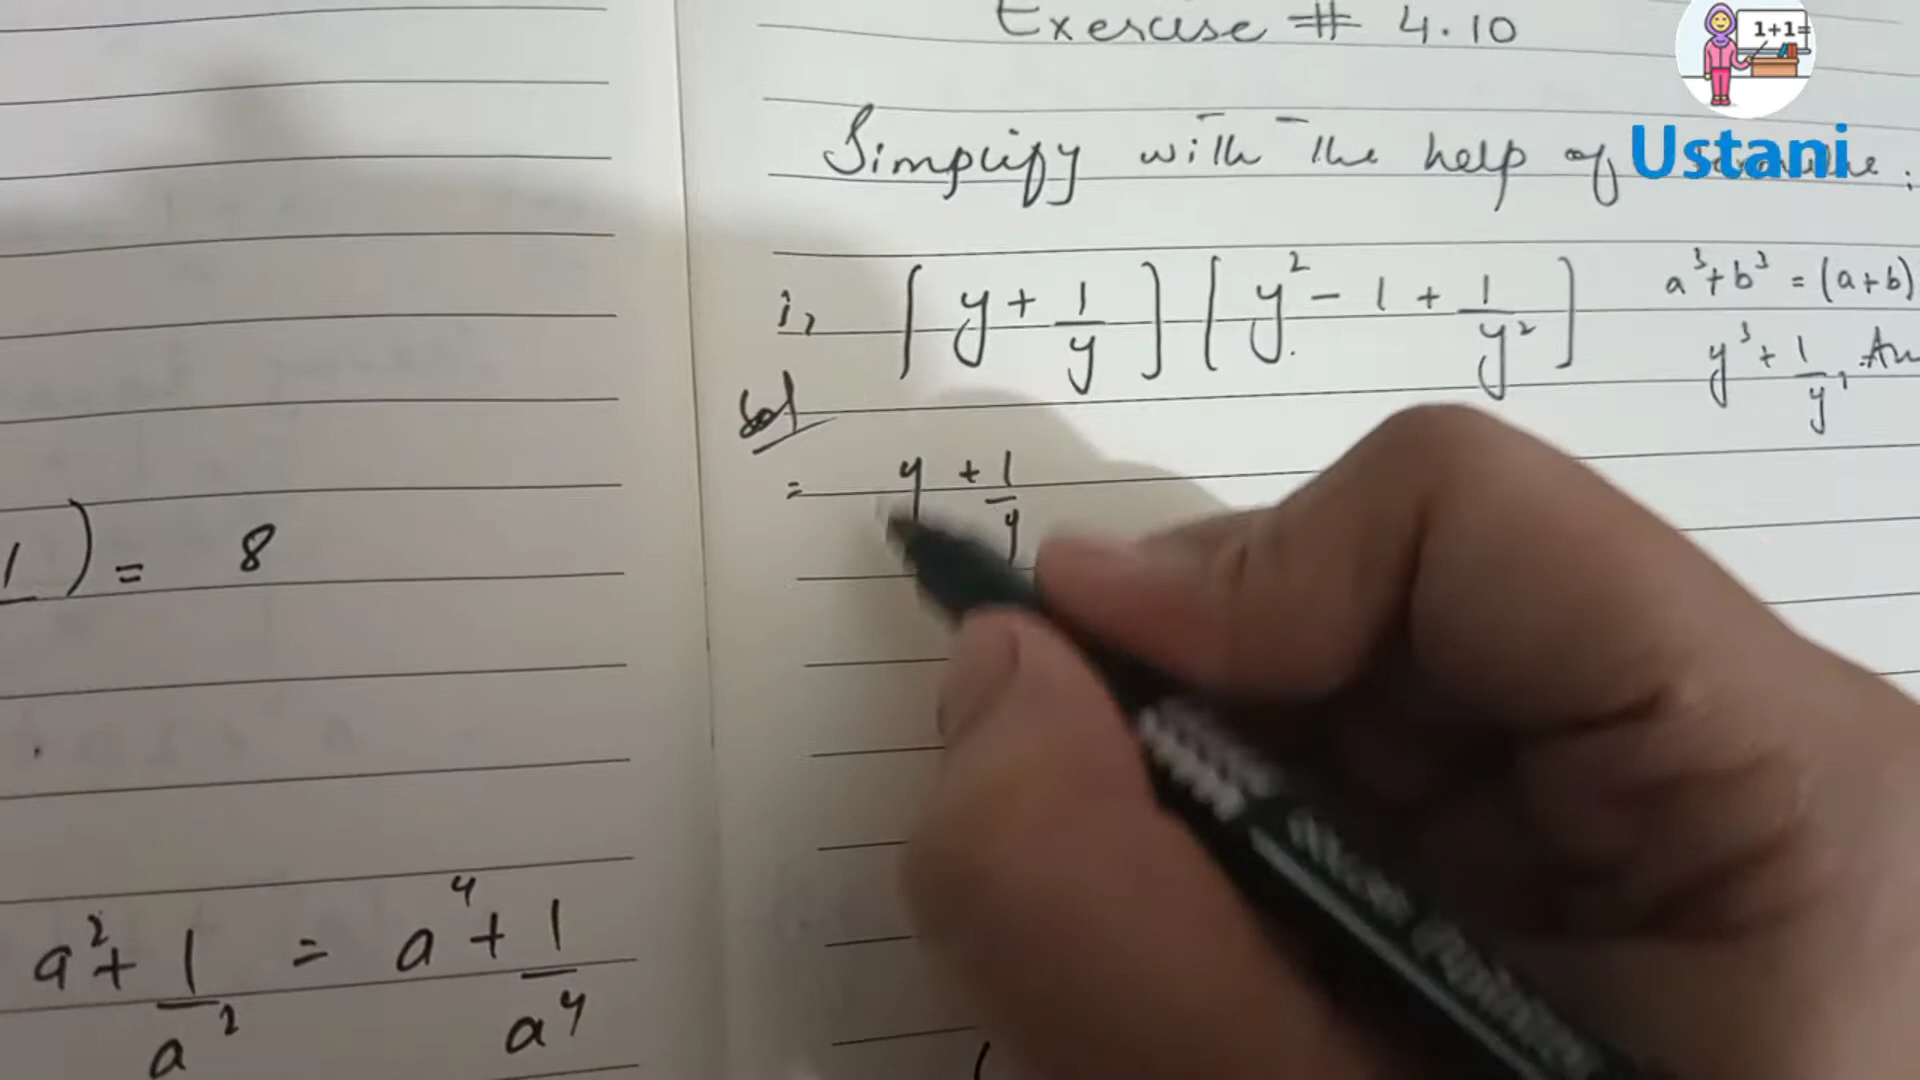 Exercise # 4.10
1+1=
Ustani
Simplify with the help of
i, [y + 1/y] [y² - 1 + 1/y²]
a³ + b³ = (a+b)
y³ + 1/y³
Sol
= y + 1/y
1) = 8
a² + 1/a² = a⁴ + 1/a⁴